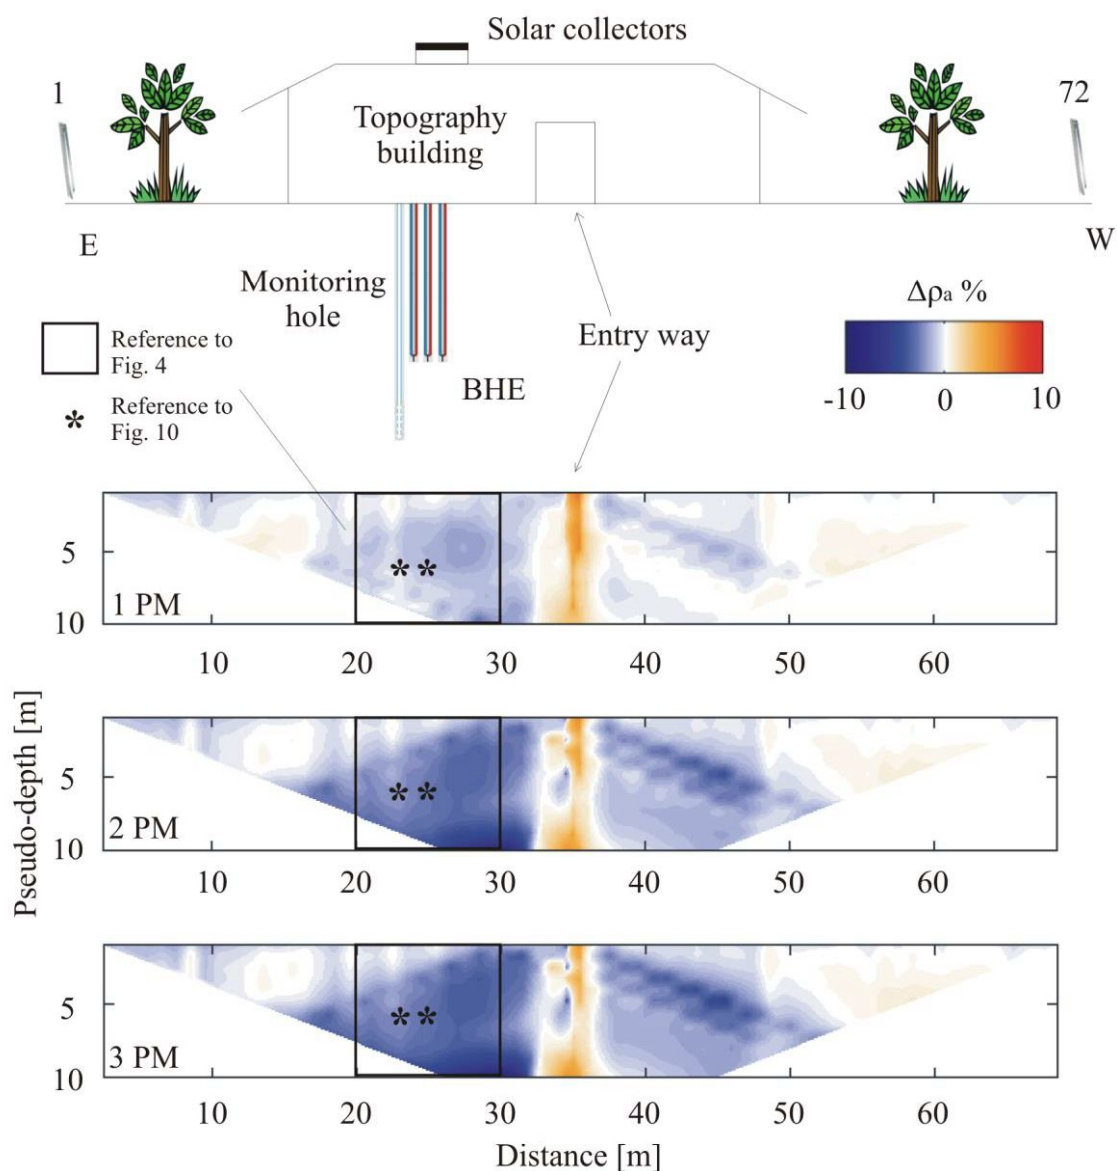 Solar collectors
1
72
Topography
building
E
W
Monitoring
hole
Δρa %
Entry way
Reference to
Fig. 4
BHE
-10 0 10
* Reference to
Fig. 10
5
* *
1 PM
10
10 20 30 40 50 60
Pseudo-depth [m]
5
* *
2 PM
10
10 20 30 40 50 60
5
* *
3 PM
10
10 20 30 40 50 60
Distance [m]